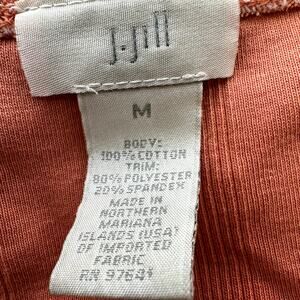 J.Jill
M
BODY:
100% COTTON
TRIM:
80% POLYESTER
20% SPANDEX
MADE IN
NORTHERN
MARIANA
ISLANDS (USA)
OF IMPORTED
FABRIC
RN 97641